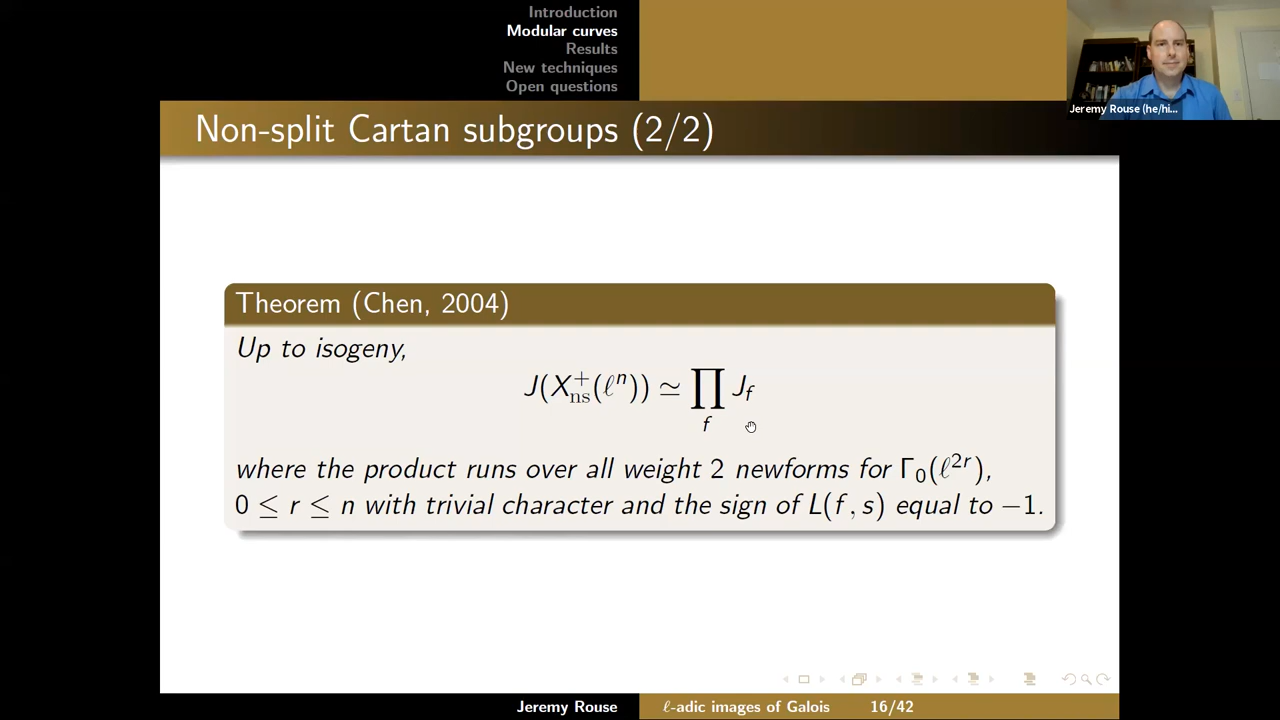 Introduction
Modular curves
Results
New techniques
Open questions
Jeremy Rouse (he/hi...
Non-split Cartan subgroups (2/2)
Theorem (Chen, 2004)
Up to isogeny,
J(X⁺ₙₛ(ℓⁿ)) ≃ ∏_f J_f
where the product runs over all weight 2 newforms for Γ₀(ℓ²ʳ),
0 ≤ r ≤ n with trivial character and the sign of L(f, s) equal to −1.
Jeremy Rouse ℓ-adic images of Galois 16/42